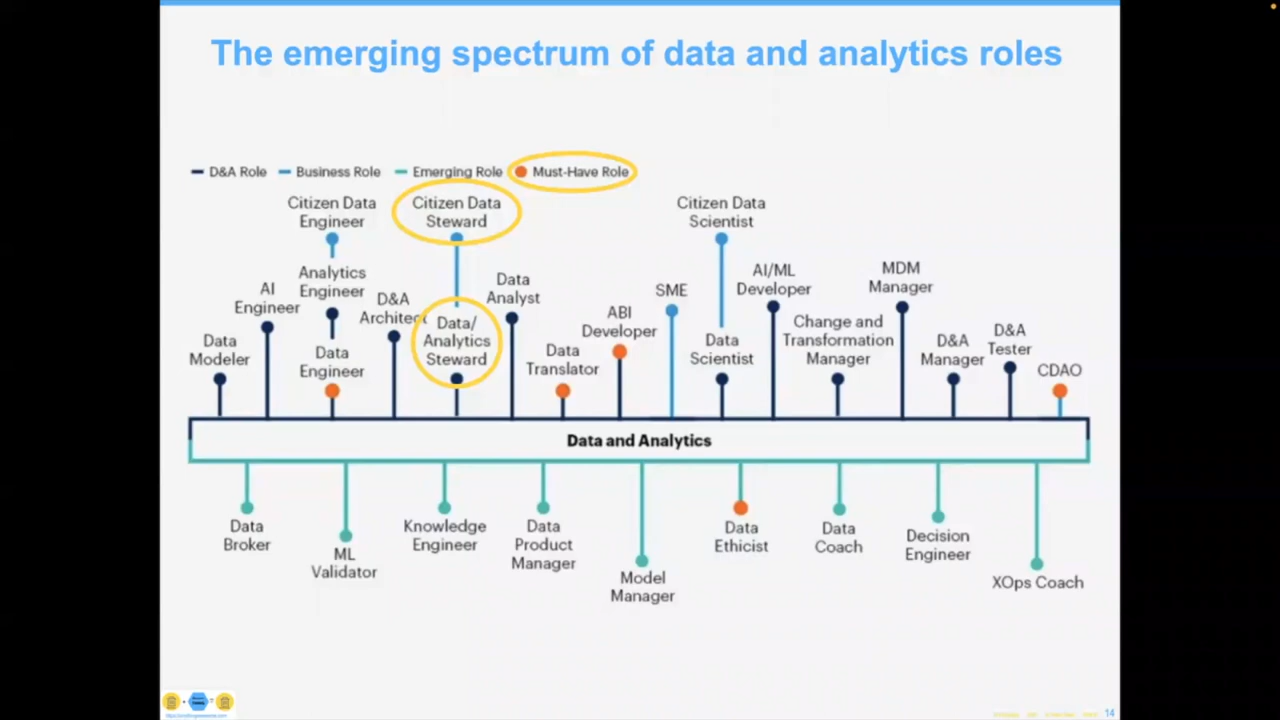 The emerging spectrum of data and analytics roles
D&A Role
Business Role
Emerging Role
Must-Have Role
Citizen Data
Engineer
Citizen Data
Steward
Citizen Data
Scientist
Analytics
Engineer
AI
Engineer
D&A
Architect
Data
Analyst
SME
AI/ML
Developer
MDM
Manager
Data
Modeler
Data
Engineer
Data/
Analytics
Steward
Data
Translator
ABI
Developer
Data
Scientist
Change and
Transformation
Manager
D&A
Manager
D&A
Tester
CDAO
Data and Analytics
Data
Broker
ML
Validator
Knowledge
Engineer
Data
Product
Manager
Model
Manager
Data
Ethicist
Data
Coach
Decision
Engineer
XOps Coach
14